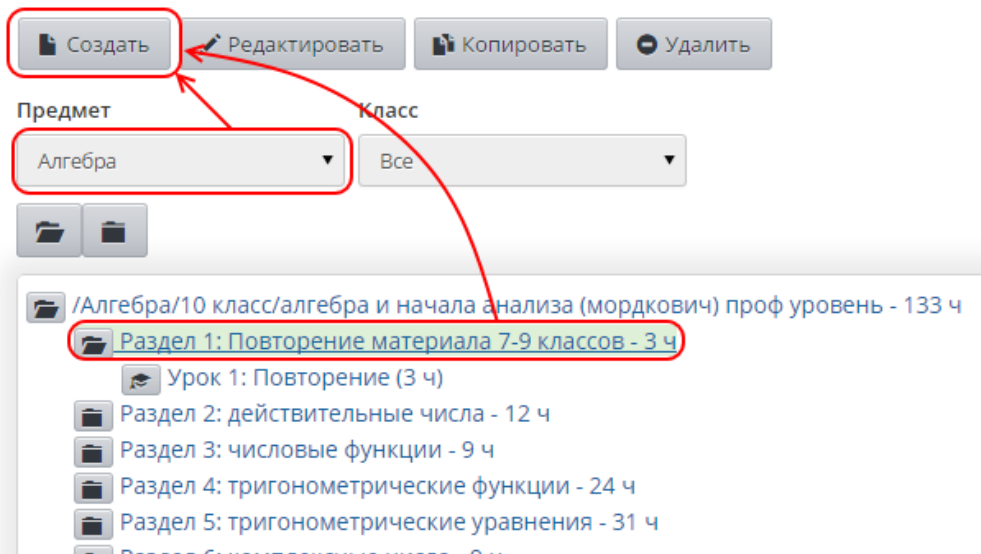 Создать Редактировать Копировать Удалить
Предмет Класс
Алгебра Все
/Алгебра/10 класс/алгебра и начала анализа (мордкович) проф уровень - 133 ч
Раздел 1: Повторение материала 7-9 классов - 3 ч
Урок 1: Повторение (3 ч)
Раздел 2: действительные числа - 12 ч
Раздел 3: числовые функции - 9 ч
Раздел 4: тригонометрические функции - 24 ч
Раздел 5: тригонометрические уравнения - 31 ч